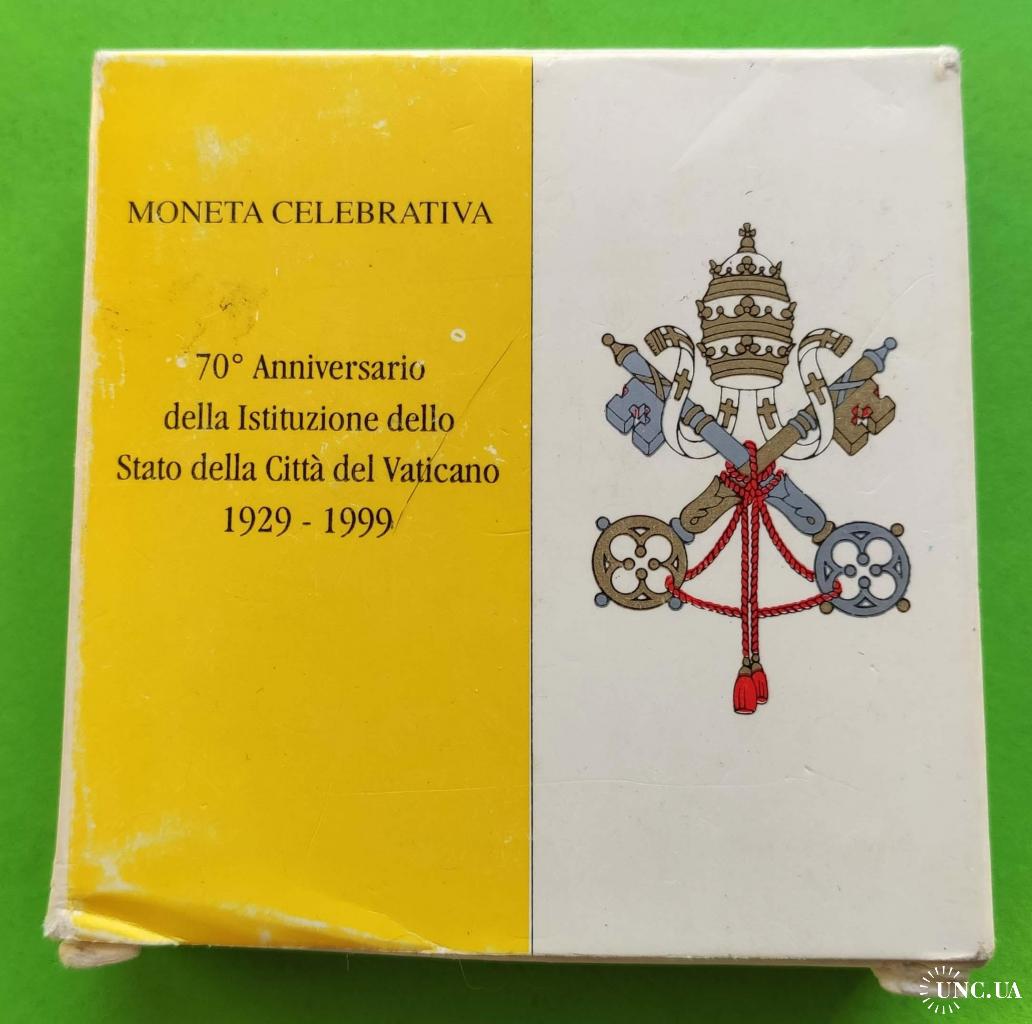 MONETA CELEBRATIVA
70° Anniversario
della Istituzione dello
Stato della Città del Vaticano
1929 - 1999
UNC.UA